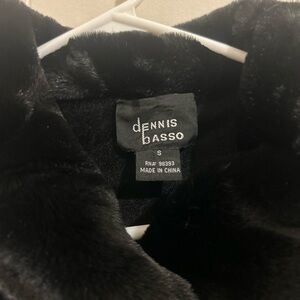 dENNIS
bASSO
S
RN# 98393
MADE IN CHINA